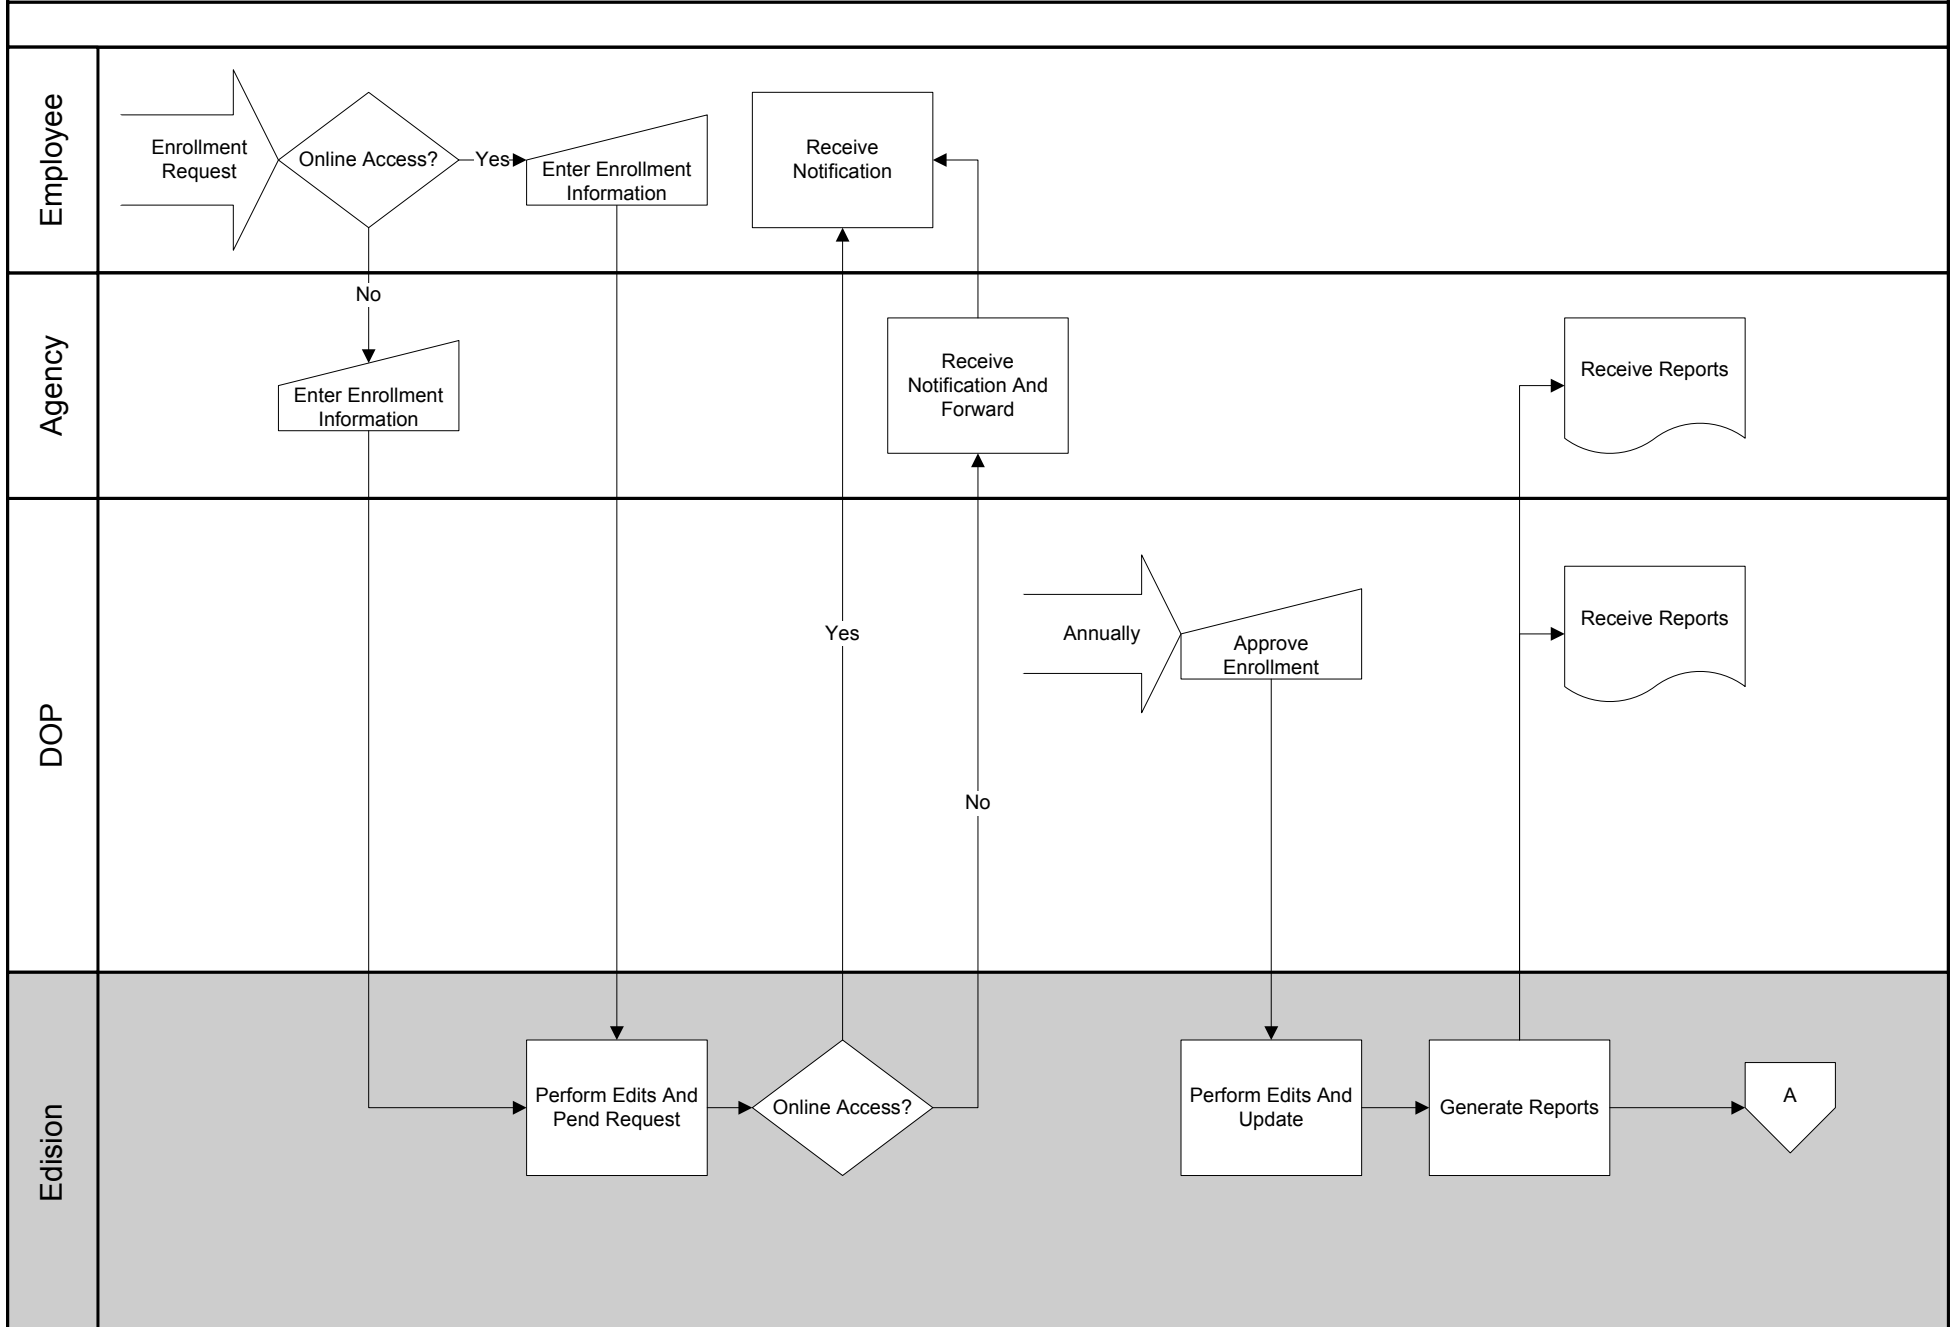 Employee
Enrollment
Request
Online Access?
Yes
Enter Enrollment
Information
Receive
Notification
No
Agency
Enter Enrollment
Information
Receive
Notification And
Forward
Receive Reports
DOP
Yes
No
Annually
Approve
Enrollment
Receive Reports
Edision
Perform Edits And
Pend Request
Online Access?
Perform Edits And
Update
Generate Reports
A